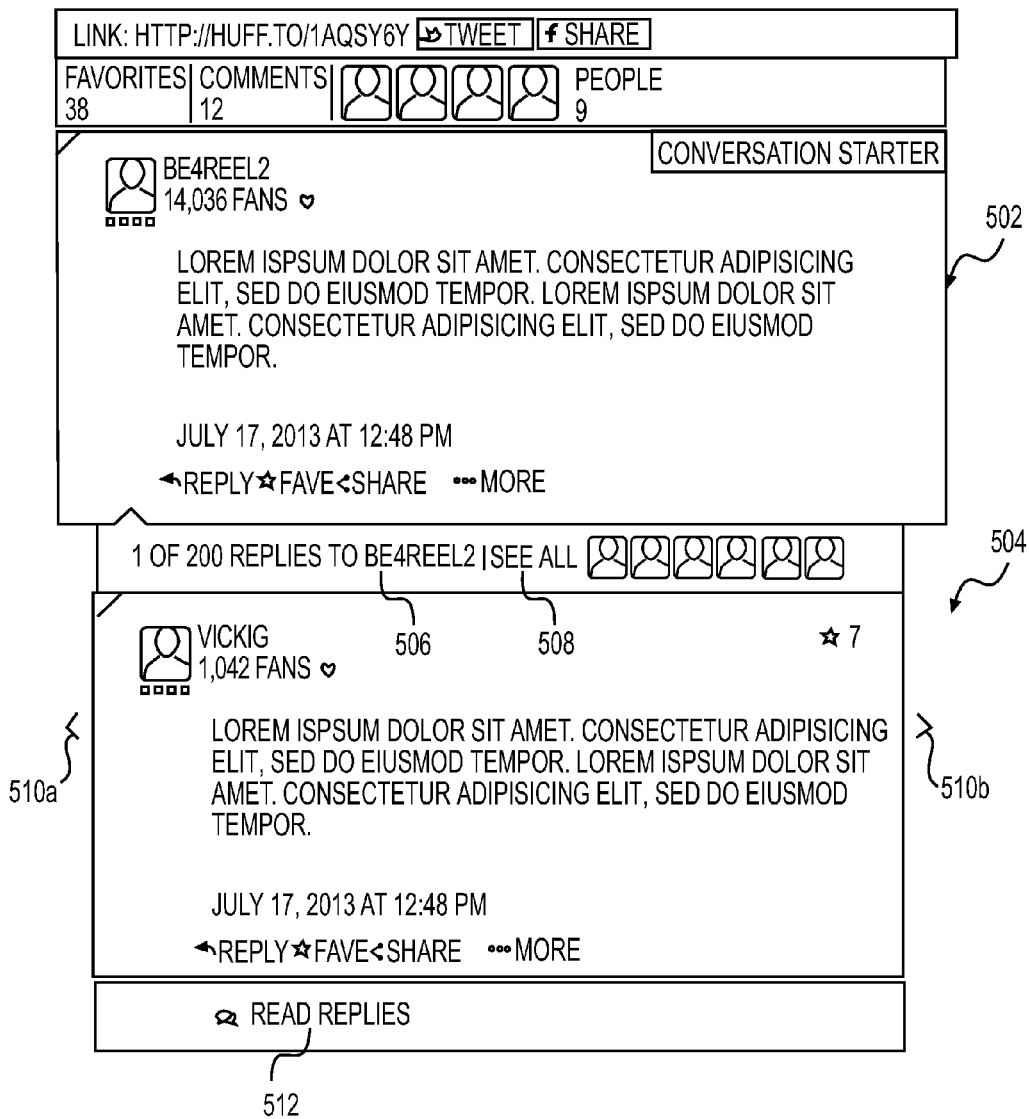 LINK: HTTP://HUFF.TO/1AQSY6Y TWEET f SHARE
FAVORITES COMMENTS PEOPLE
38 12 9
CONVERSATION STARTER
BE4REEL2
14,036 FANS
502
LOREM ISPSUM DOLOR SIT AMET. CONSECTETUR ADIPISICING
ELIT, SED DO EIUSMOD TEMPOR. LOREM ISPSUM DOLOR SIT
AMET. CONSECTETUR ADIPISICING ELIT, SED DO EIUSMOD
TEMPOR.
JULY 17, 2013 AT 12:48 PM
REPLY FAVE SHARE MORE
504
1 OF 200 REPLIES TO BE4REEL2 | SEE ALL
506 508
VICKIG
1,042 FANS
7
LOREM ISPSUM DOLOR SIT AMET. CONSECTETUR ADIPISICING
ELIT, SED DO EIUSMOD TEMPOR. LOREM ISPSUM DOLOR SIT
AMET. CONSECTETUR ADIPISICING ELIT, SED DO EIUSMOD
TEMPOR.
510a 510b
JULY 17, 2013 AT 12:48 PM
REPLY FAVE SHARE MORE
READ REPLIES
512